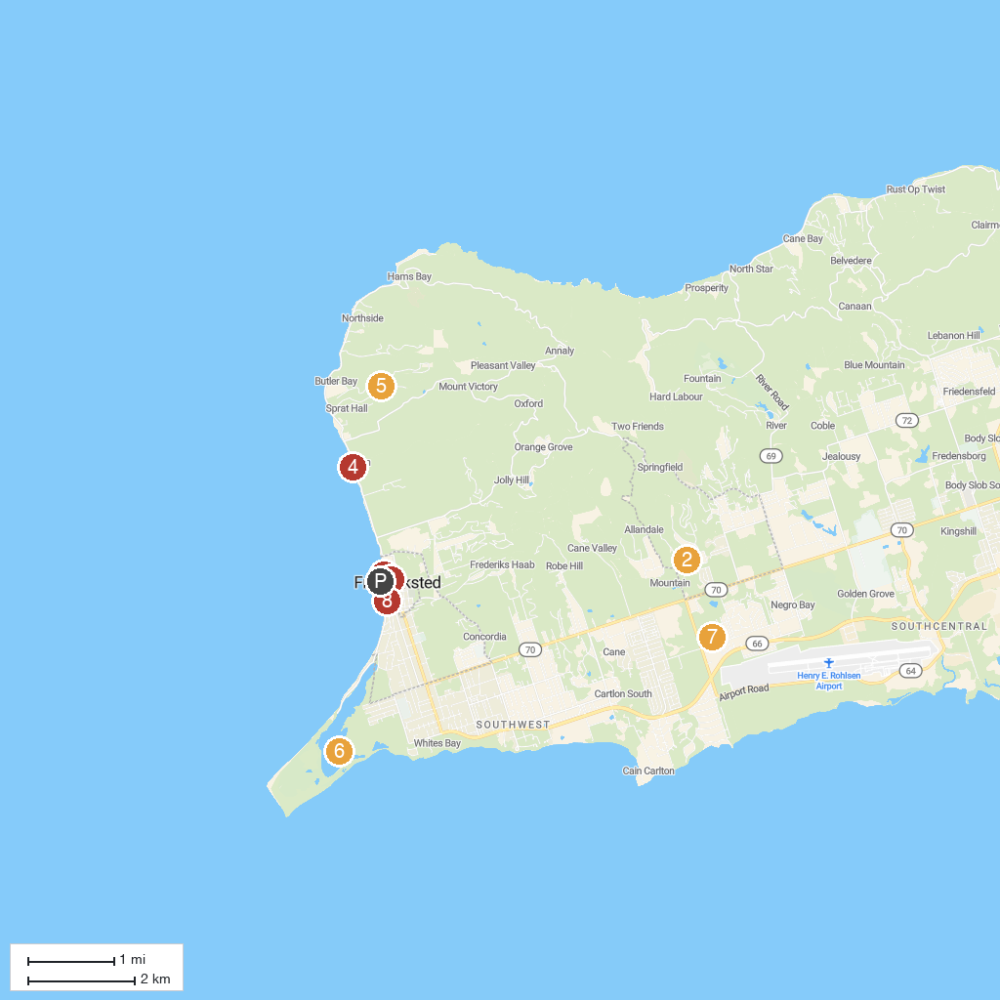 Rust Op Twist
Clairm
Cane Bay
Belvedere
North Star
Hams Bay
Prosperity
Canaan
Northside
Lebanon Hill
Annaly
Pleasant Valley
Blue Mountain
Butler Bay
5
Mount Victory
Fountain
River Road
Friedensfeld
Hard Labour
Sprat Hall
Oxford
72
Two Friends
River
Coble
Body Slo
Orange Grove
69
Jealousy
Fredensborg
4
n
Springfield
Jolly Hill
Body Slob So
Allandale
70
Kingshill
Cane Valley
2
Frederiks Haab
Robe Hill
P
F
ksted
Mountain
70
Golden Grove
8
Negro Bay
SOUTHCENTRAL
Concordia
7
66
70
Cane
Henry E. Rohlsen
Airport
64
Cartlon South
Airport Road
SOUTHWEST
Whites Bay
6
Cain Carlton
1 mi
2 km